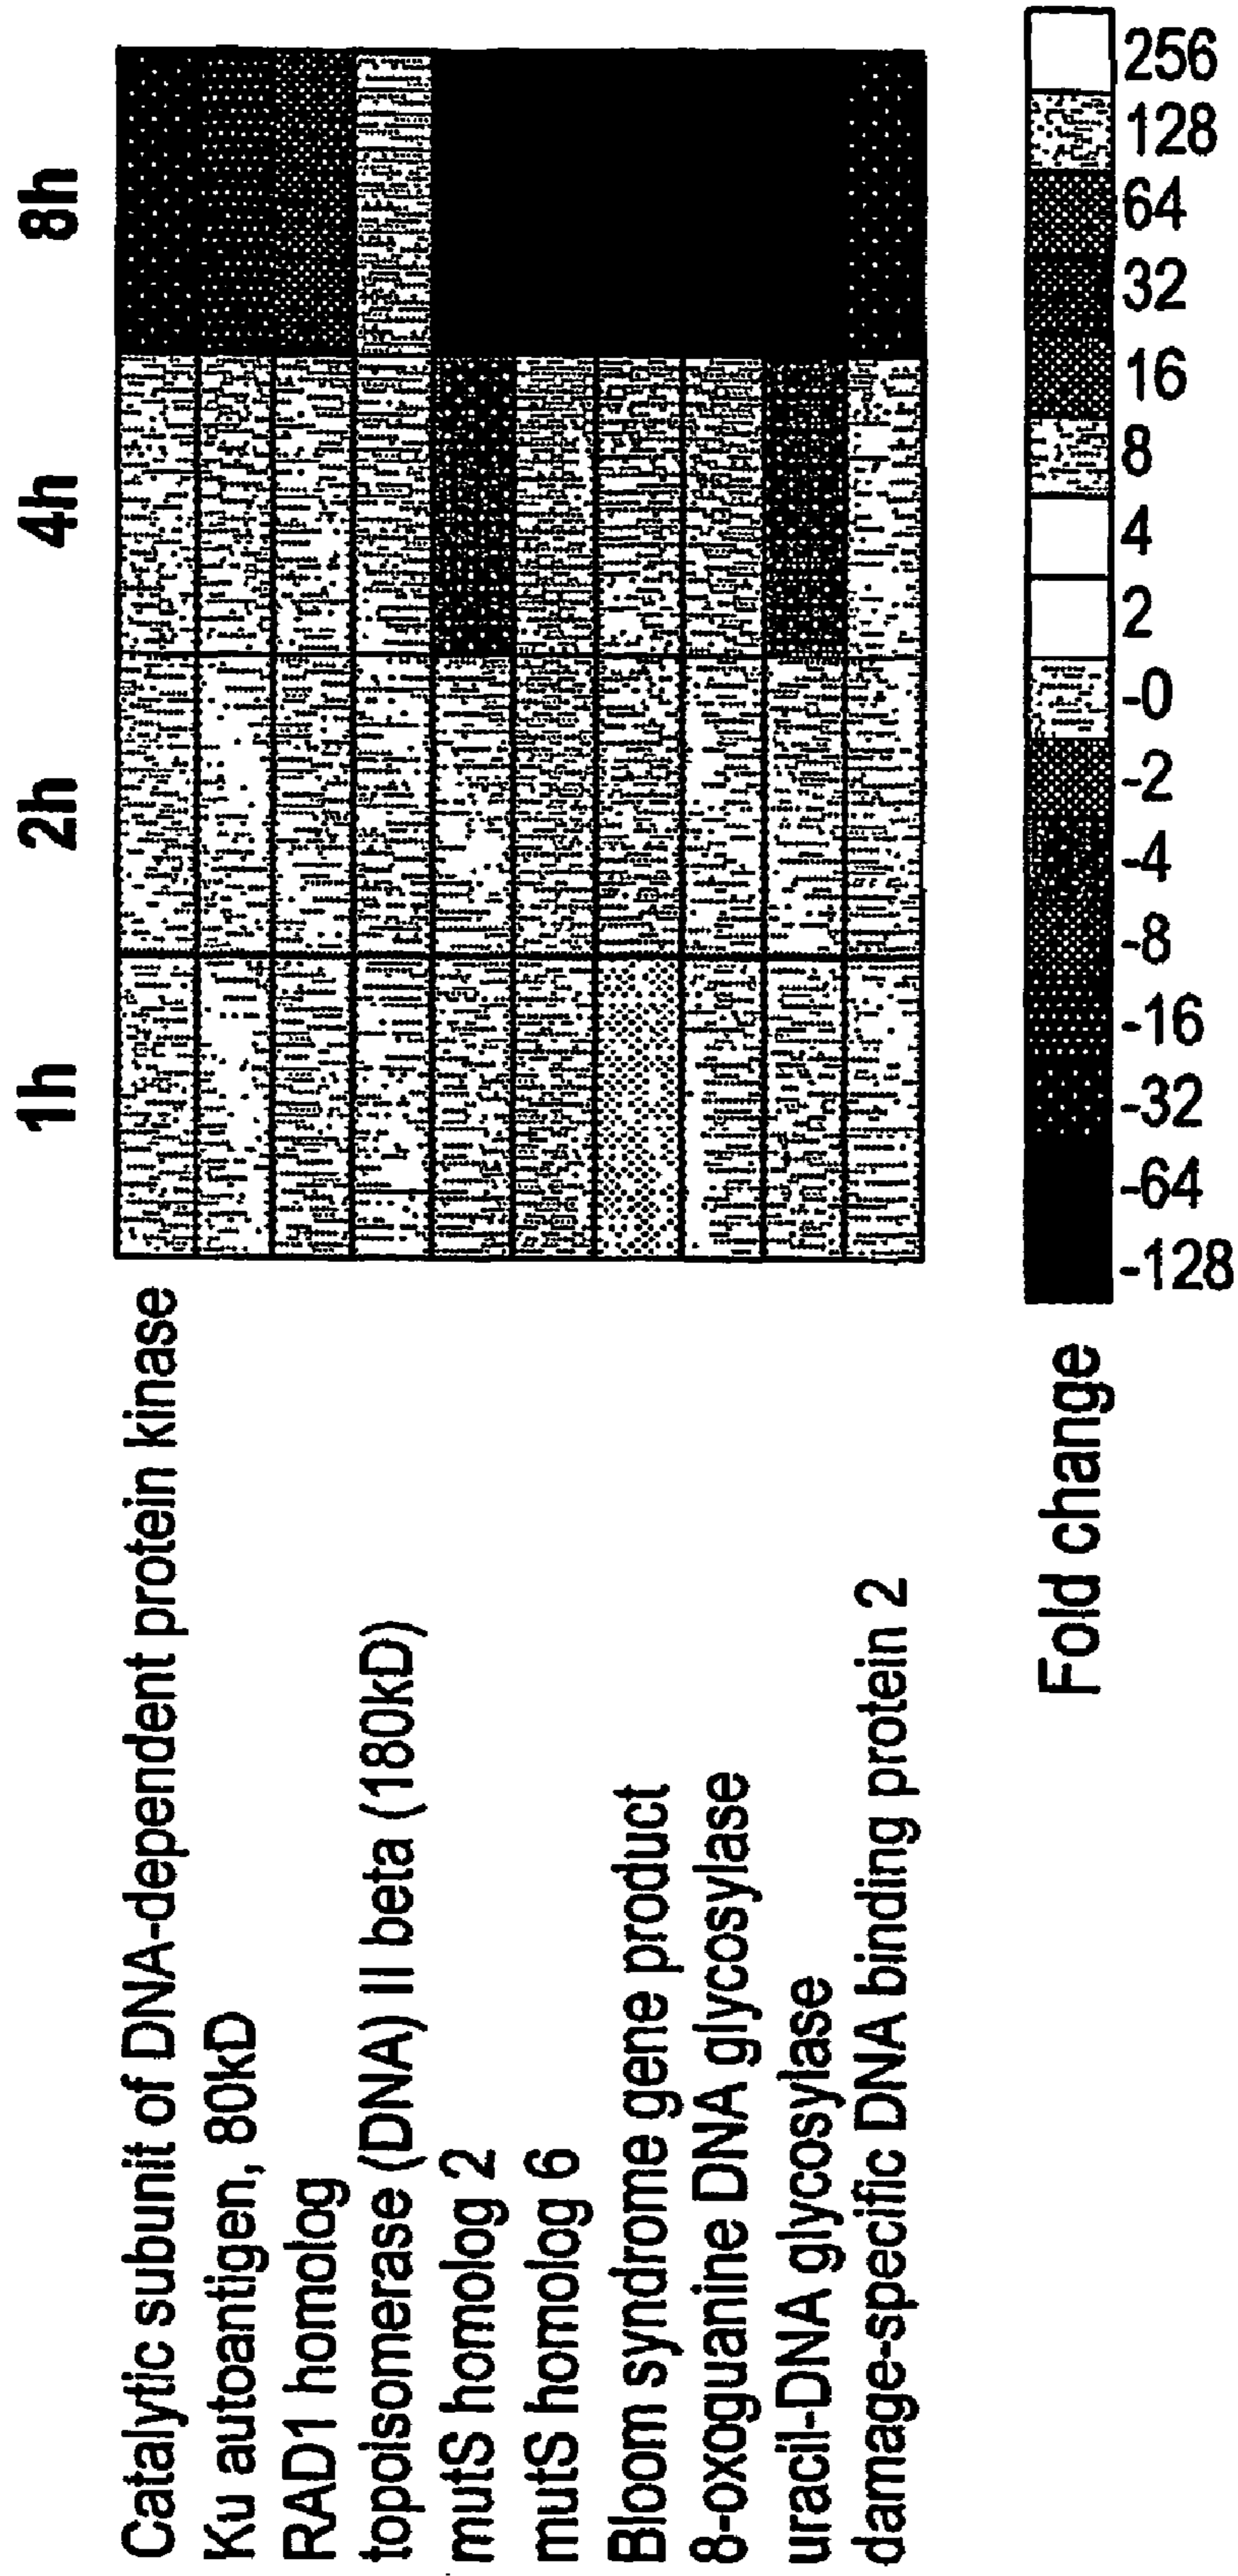 1h 2h 4h 8h
Catalytic subunit of DNA-dependent protein kinase
Ku autoantigen, 80kD
RAD1 homolog
topoisomerase (DNA) II beta (180kD)
mutS homolog 2
mutS homolog 6
Bloom syndrome gene product
8-oxoguanine DNA glycosylase
uracil-DNA glycosylase
damage-specific DNA binding protein 2
Fold change
-128 -64 -32 -16 -8 -4 -2 -0 2 4 8 16 32 64 128 256